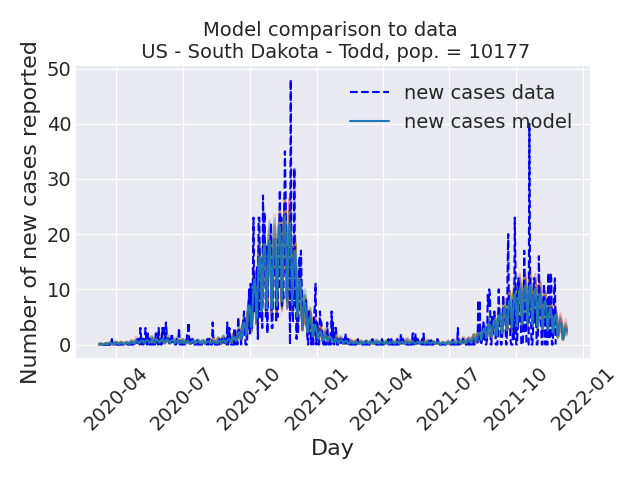 Model comparison to data
US - South Dakota - Todd, pop. = 10177
Number of new cases reported
50
40
30
20
10
0
new cases data
new cases model
2020-04
2020-07
2020-10
2021-01
2021-04
2021-07
2021-10
2022-01
Day